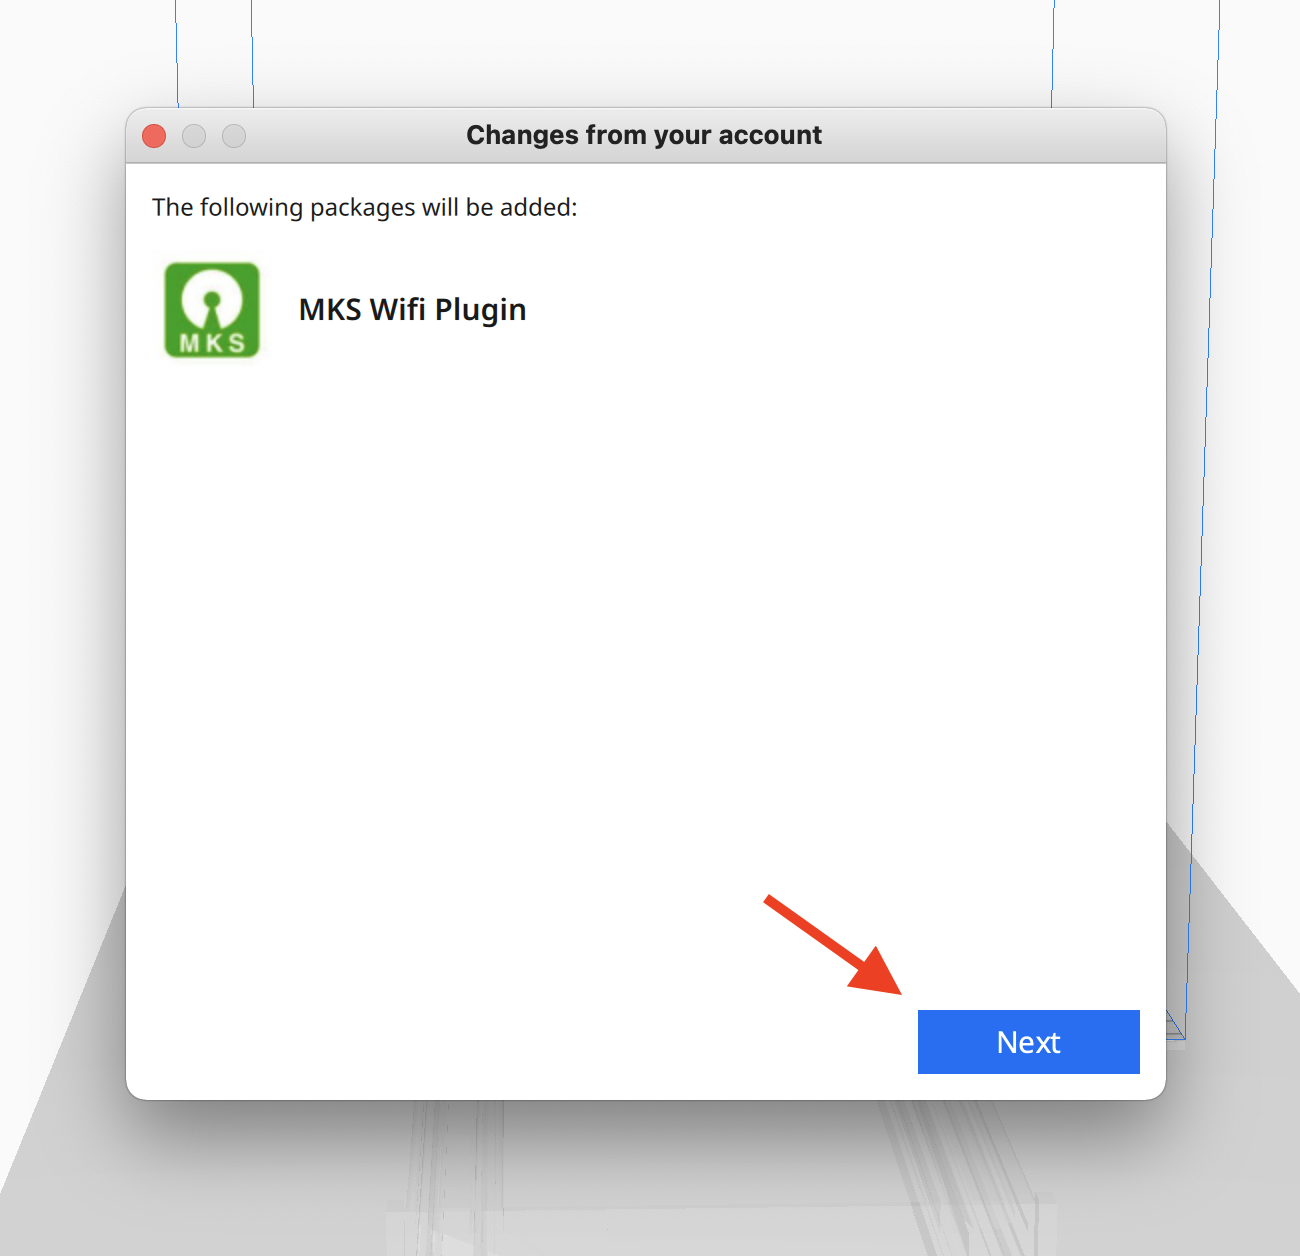 Changes from your account
The following packages will be added:
MKS
MKS Wifi Plugin
Next